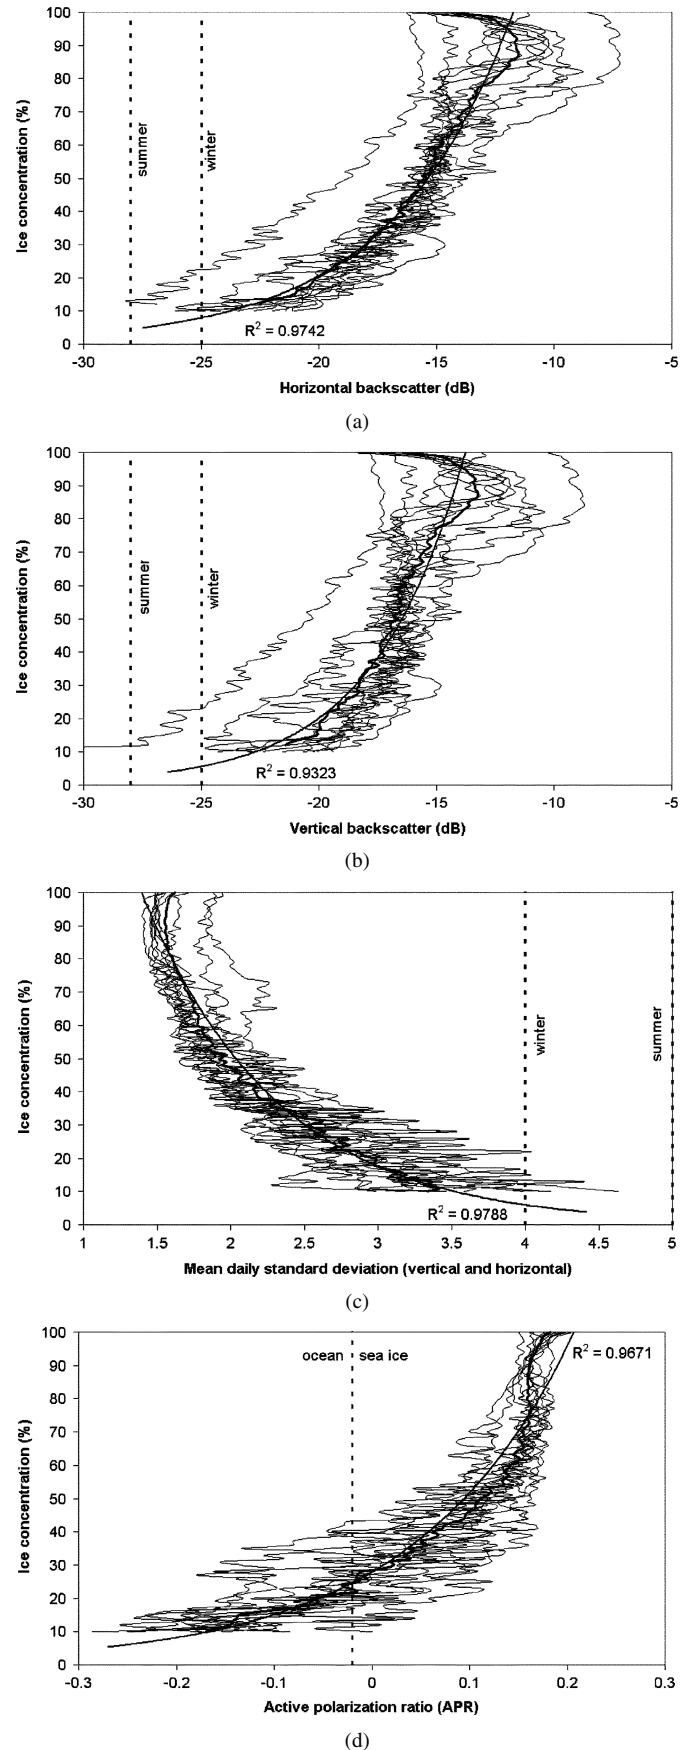 100
90
80
70
60
50
40
30
20
10
0
Ice concentration (%)
summer
winter
R² = 0.9742
-30 -25 -20 -15 -10 -5
Horizontal backscatter (dB)
(a)
100
90
80
70
60
50
40
30
20
10
0
Ice concentration (%)
summer
winter
R² = 0.9323
-30 -25 -20 -15 -10 -5
Vertical backscatter (dB)
(b)
100
90
80
70
60
50
40
30
20
10
0
Ice concentration (%)
winter
summer
R² = 0.9788
1 1.5 2 2.5 3 3.5 4 4.5 5
Mean daily standard deviation (vertical and horizontal)
(c)
100
90
80
70
60
50
40
30
20
10
0
Ice concentration (%)
ocean sea ice
R² = 0.9671
-0.3 -0.2 -0.1 0 0.1 0.2 0.3
Active polarization ratio (APR)
(d)